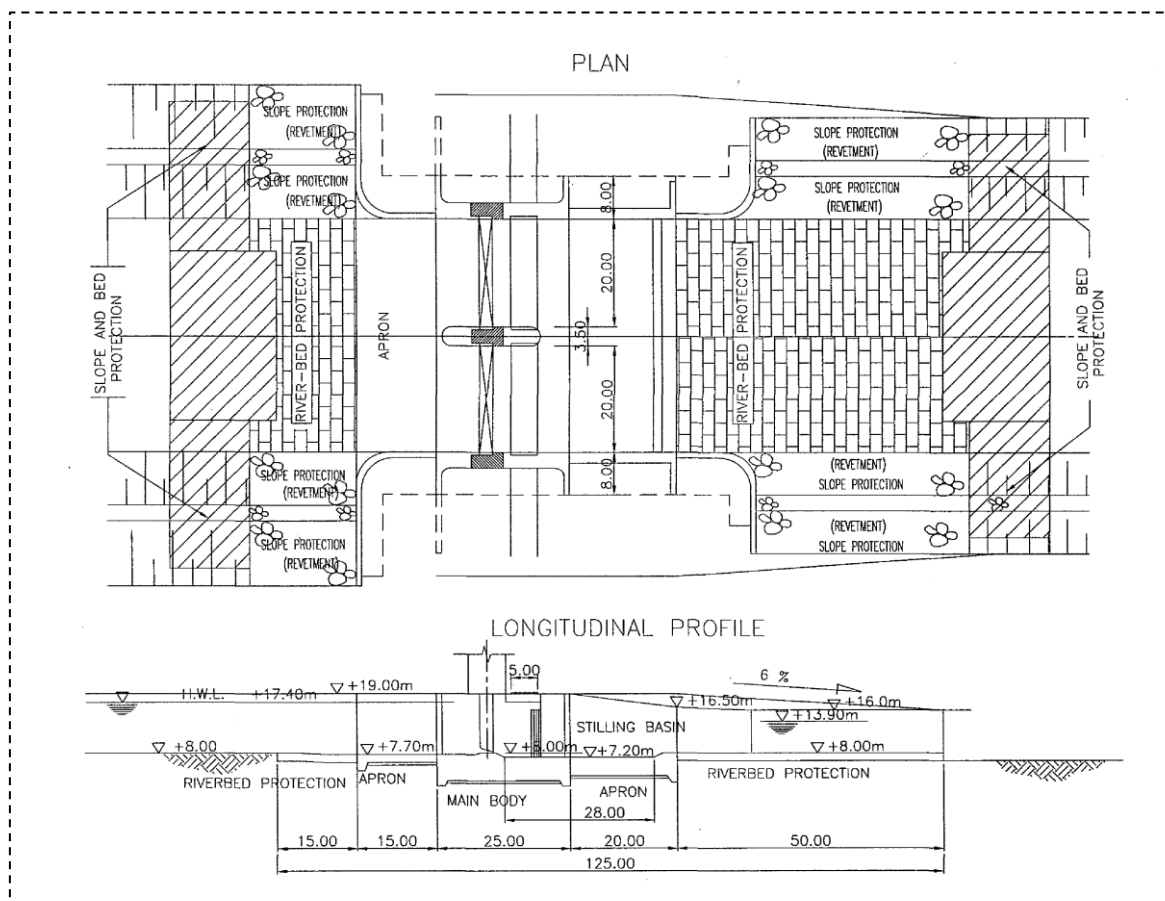 PLAN
SLOPE PROTECTION
(REVETMENT)
SLOPE PROTECTION
(REVETMENT)
SLOPE PROTECTION
(REVETMENT)
SLOPE PROTECTION
(REVETMENT)
8.00
20.00
3.50
20.00
8.00
SLOPE AND BED
PROTECTION
RIVER-BED PROTECTION
APRON
RIVER-BED PROTECTION
SLOPE AND BED
PROTECTION
SLOPE PROTECTION
(REVETMENT)
SLOPE PROTECTION
(REVETMENT)
(REVETMENT)
SLOPE PROTECTION
(REVETMENT)
SLOPE PROTECTION
LONGITUDINAL PROFILE
5.00
6 %
H.W.L. +17.40m
+19.00m
+16.50m
+16.0m
+13.90m
STILLING BASIN
+8.00
+7.70m
+7.20m
+8.00m
RIVERBED PROTECTION
APRON
MAIN BODY
APRON
RIVERBED PROTECTION
28.00
15.00
15.00
25.00
20.00
50.00
125.00